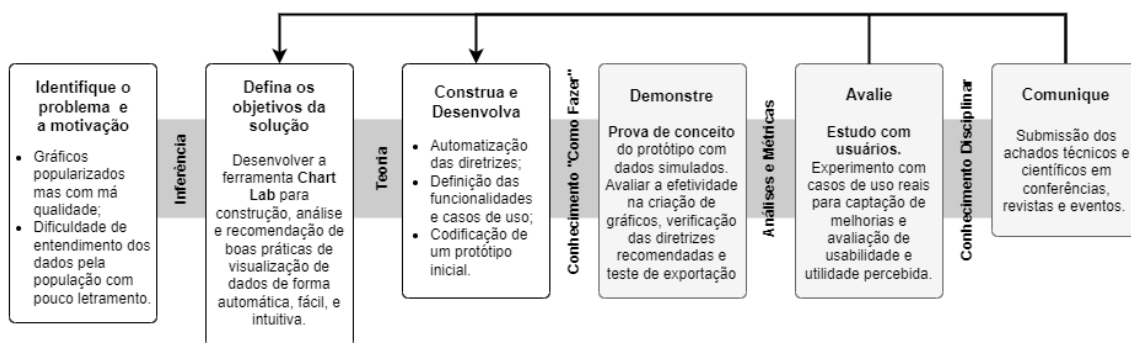 Identifique o
problema e
a motivação
• Gráficos
popularizados
mas com má
qualidade;
• Dificuldade de
entendimento dos
dados pela
população com
pouco letramento.
Inferência
Defina os
objetivos da
solução
Desenvolver a
ferramenta Chart
Lab para
construção, análise
e recomendação de
boas práticas de
visualização de
dados de forma
automática, fácil, e
intuitiva.
Teoria
Construa e
Desenvolva
• Automatização
das diretrizes;
• Definição das
funcionalidades
e casos de uso;
• Codificação de
um protótipo
inicial.
Conhecimento "Como Fazer"
Demonstre
Prova de conceito
do protótipo com
dados simulados.
Avaliar a efetividade
na criação de
gráficos, verificação
das diretrizes
recomendadas e
teste de exportação
Análises e Métricas
Avalie
Estudo com
usuários.
Experimento com
casos de uso reais
para captação de
melhorias e
avaliação de
usabilidade e
utilidade percebida.
Conhecimento Disciplinar
Comunique
Submissão dos
achados técnicos e
científicos em
conferências,
revistas e eventos.